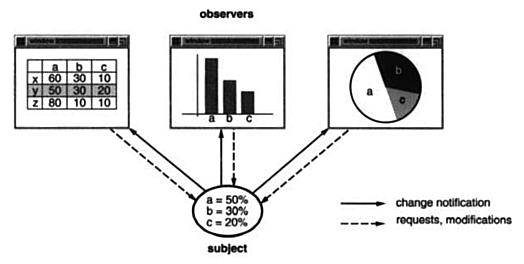 observers
window
window
window
a b c
x 60 30 10
y 50 30 20
z 80 10 10
a b c
a
b
c
a = 50%
b = 30%
c = 20%
subject
change notification
requests, modifications